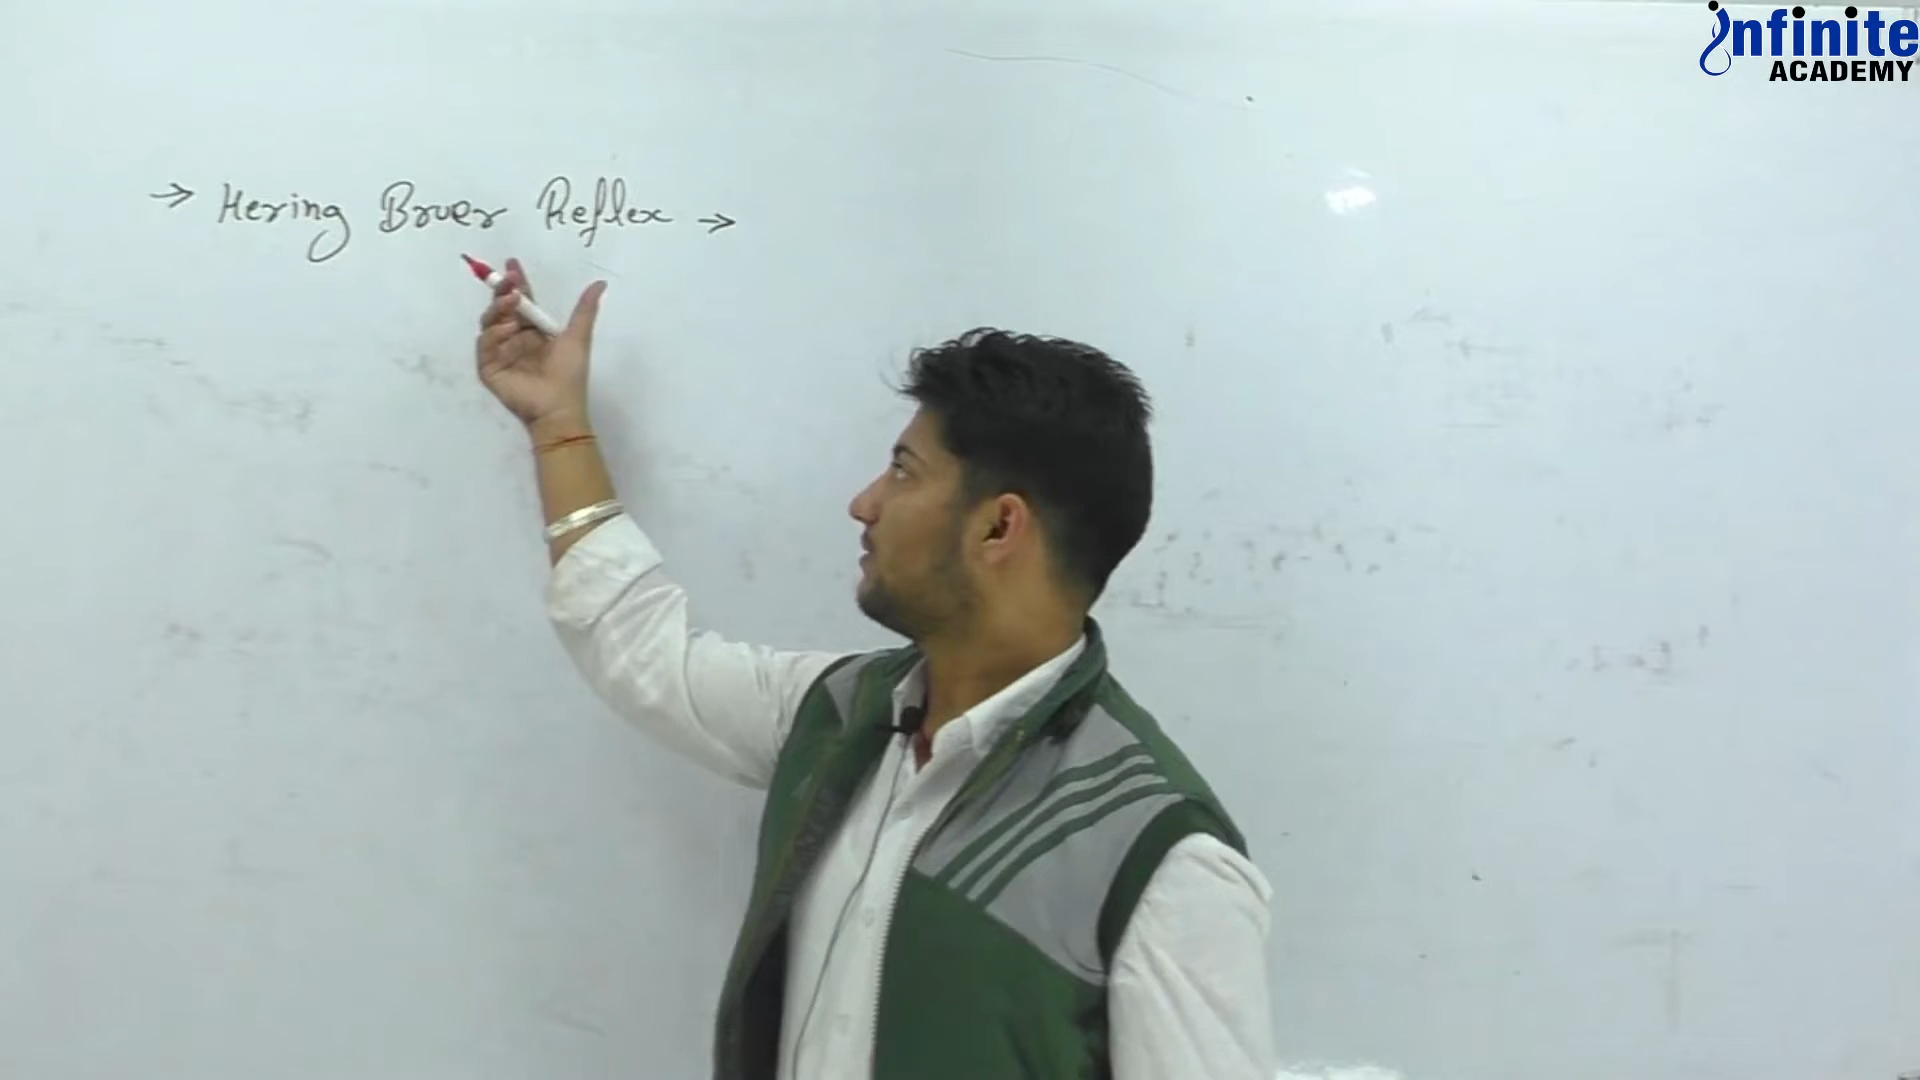 infinite
ACADEMY
→ Hering Bruer Reflex →